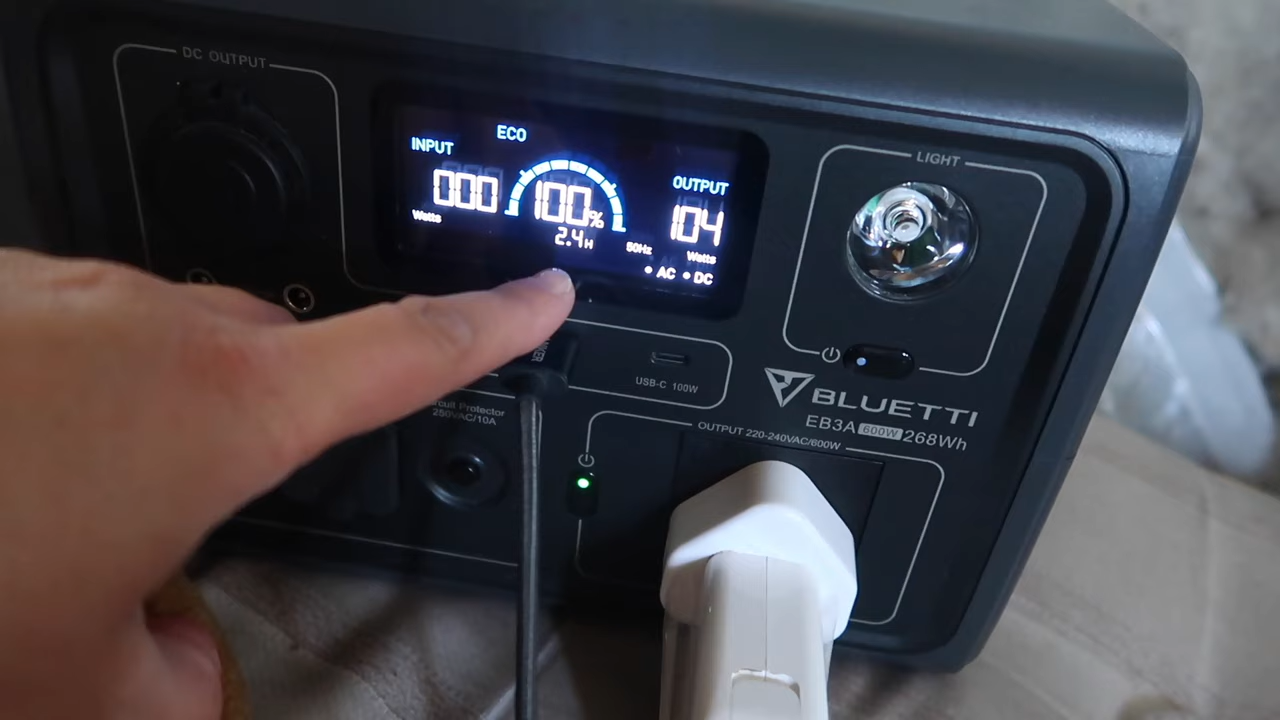 DC OUTPUT
ECO
INPUT
000
Watts
100%
2.4H
50Hz
OUTPUT
104
Watts
AC DC
LIGHT
USB-C 100W
BLUETTI
EB3A 600W 268Wh
Protector
250VAC/10A
OUTPUT 220-240VAC/600W